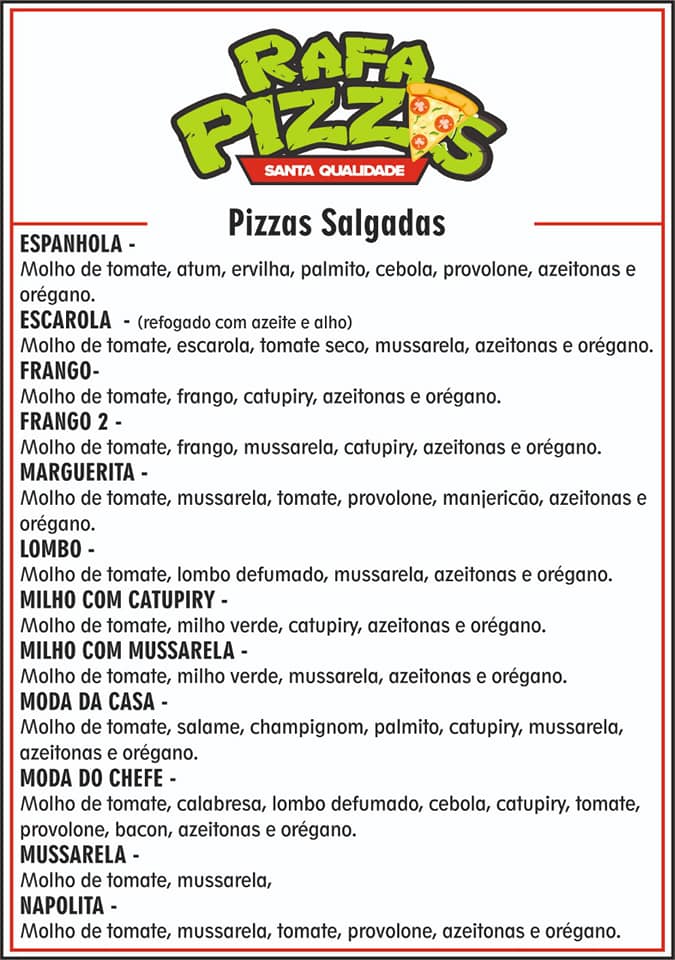 RAFA
PIZZAS
SANTA QUALIDADE
Pizzas Salgadas
ESPANHOLA -
Molho de tomate, atum, ervilha, palmito, cebola, provolone, azeitonas e
orégano.
ESCAROLA - (refogado com azeite e alho)
Molho de tomate, escarola, tomate seco, mussarela, azeitonas e orégano.
FRANGO-
Molho de tomate, frango, catupiry, azeitonas e orégano.
FRANGO 2 -
Molho de tomate, frango, mussarela, catupiry, azeitonas e orégano.
MARGUERITA -
Molho de tomate, mussarela, tomate, provolone, manjericão, azeitonas e
orégano.
LOMBO -
Molho de tomate, lombo defumado, mussarela, azeitonas e orégano.
MILHO COM CATUPIRY -
Molho de tomate, milho verde, catupiry, azeitonas e orégano.
MILHO COM MUSSARELA -
Molho de tomate, milho verde, mussarela, azeitonas e orégano.
MODA DA CASA -
Molho de tomate, salame, champignom, palmito, catupiry, mussarela,
azeitonas e orégano.
MODA DO CHEFE -
Molho de tomate, calabresa, lombo defumado, cebola, catupiry, tomate,
provolone, bacon, azeitonas e orégano.
MUSSARELA -
Molho de tomate, mussarela,
NAPOLITA -
Molho de tomate, mussarela, tomate, provolone, azeitonas e orégano.